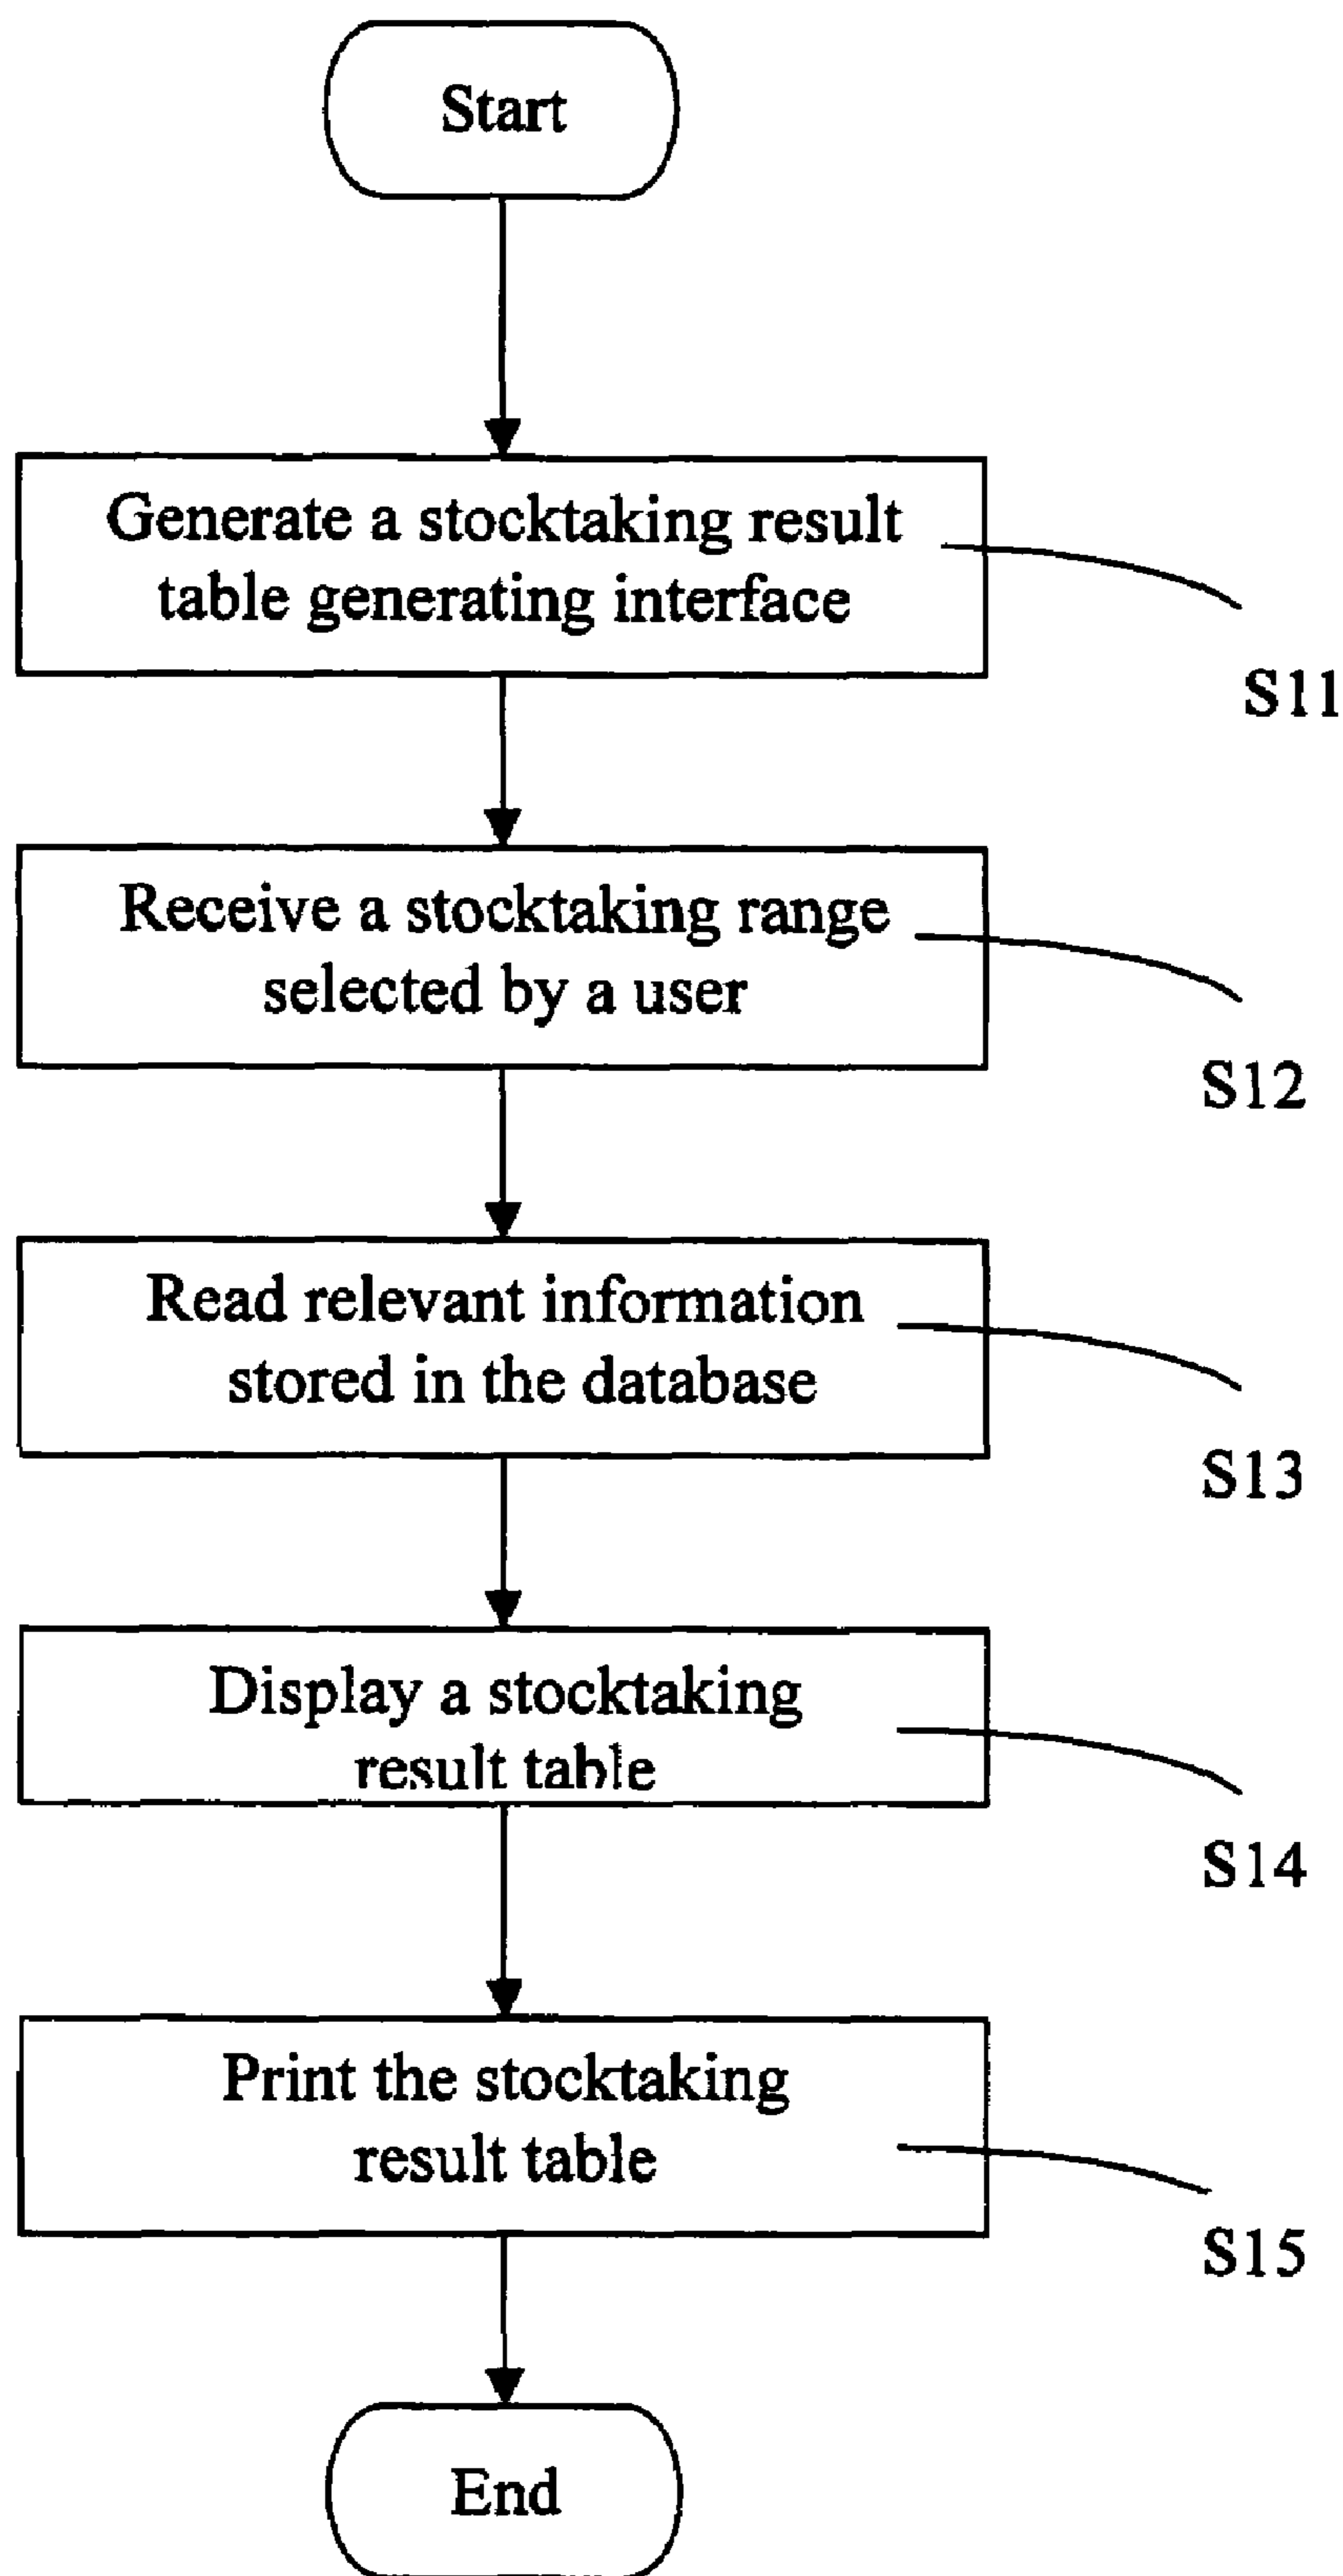 Start
Generate a stocktaking result
table generating interface
S11
Receive a stocktaking range
selected by a user
S12
Read relevant information
stored in the database
S13
Display a stocktaking
result table
S14
Print the stocktaking
result table
S15
End